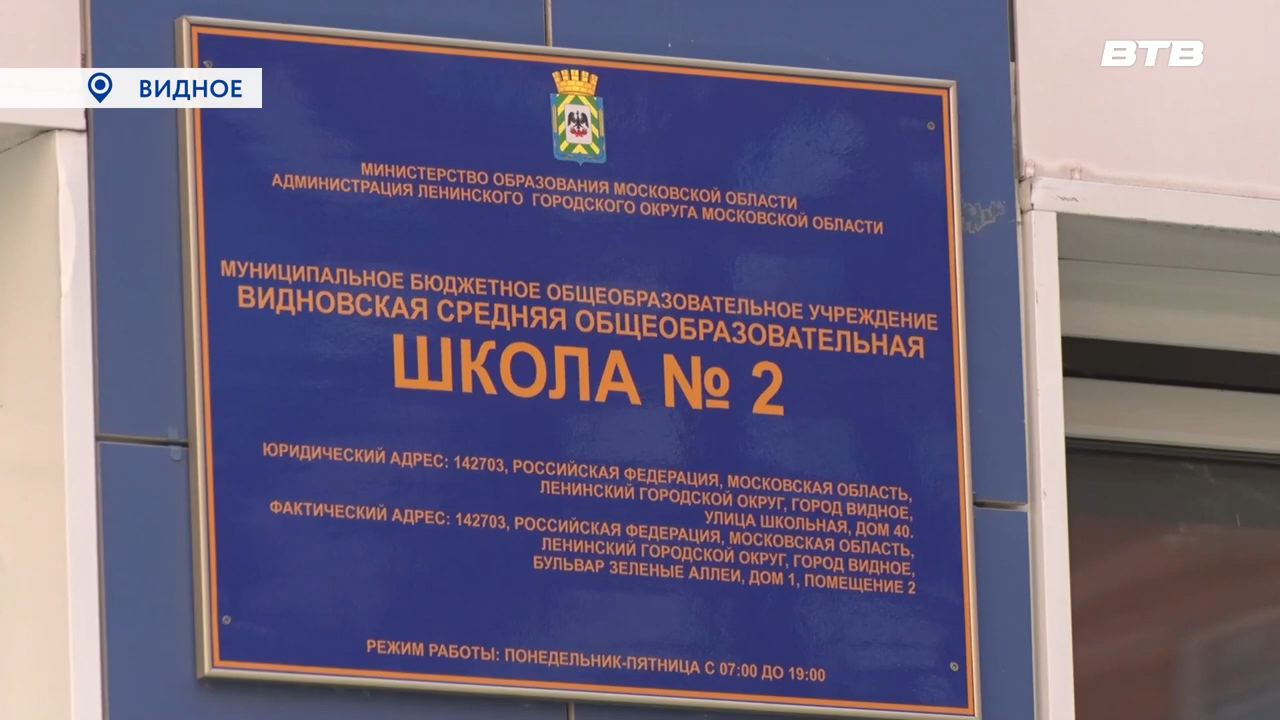 ВТВ
ВИДНОЕ
МИНИСТЕРСТВО ОБРАЗОВАНИЯ МОСКОВСКОЙ ОБЛАСТИ
АДМИНИСТРАЦИЯ ЛЕНИНСКОГО ГОРОДСКОГО ОКРУГА МОСКОВСКОЙ ОБЛАСТИ
МУНИЦИПАЛЬНОЕ БЮДЖЕТНОЕ ОБЩЕОБРАЗОВАТЕЛЬНОЕ УЧРЕЖДЕНИЕ
ВИДНОВСКАЯ СРЕДНЯЯ ОБЩЕОБРАЗОВАТЕЛЬНАЯ
ШКОЛА № 2
ЮРИДИЧЕСКИЙ АДРЕС: 142703, РОССИЙСКАЯ ФЕДЕРАЦИЯ, МОСКОВСКАЯ ОБЛАСТЬ,
ЛЕНИНСКИЙ ГОРОДСКОЙ ОКРУГ, ГОРОД ВИДНОЕ,
УЛИЦА ШКОЛЬНАЯ, ДОМ 40.
ФАКТИЧЕСКИЙ АДРЕС: 142703, РОССИЙСКАЯ ФЕДЕРАЦИЯ, МОСКОВСКАЯ ОБЛАСТЬ,
ЛЕНИНСКИЙ ГОРОДСКОЙ ОКРУГ, ГОРОД ВИДНОЕ,
БУЛЬВАР ЗЕЛЕНЫЕ АЛЛЕИ, ДОМ 1, ПОМЕЩЕНИЕ 2
РЕЖИМ РАБОТЫ: ПОНЕДЕЛЬНИК-ПЯТНИЦА С 07:00 ДО 19:00